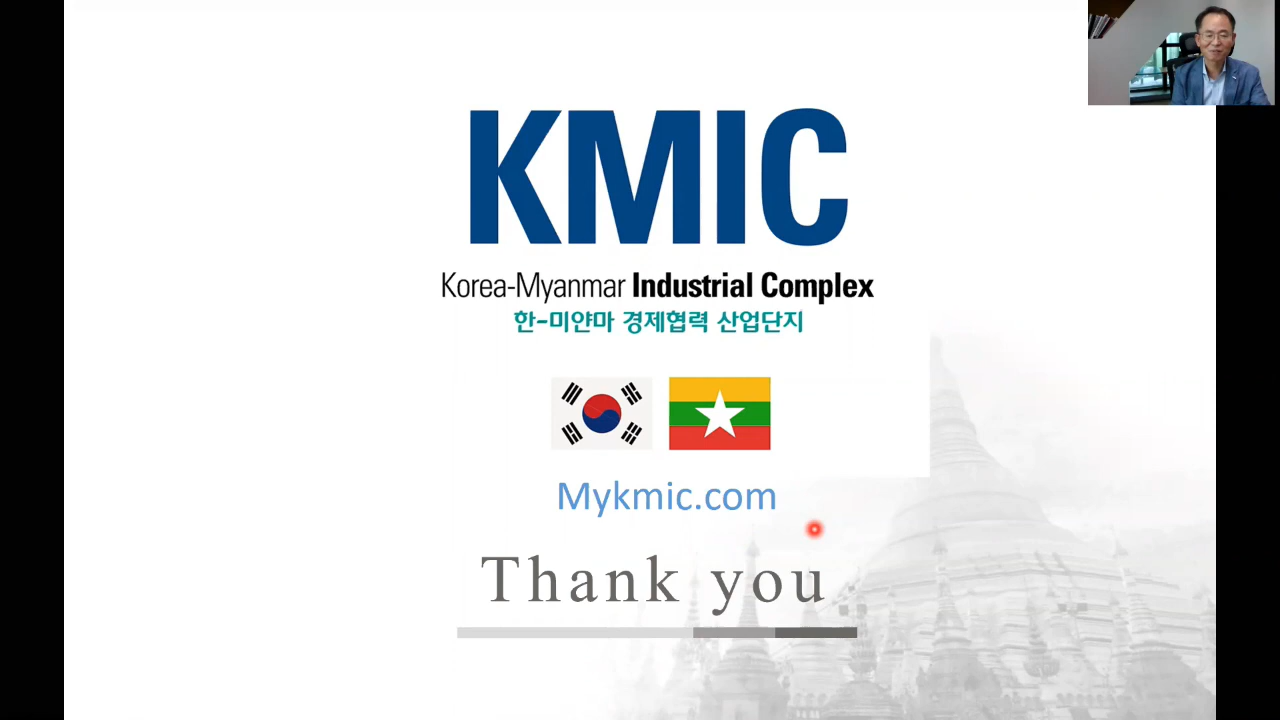 KMIC
Korea-Myanmar Industrial Complex
한-미얀마 경제협력 산업단지
Mykmic.com
Thank you